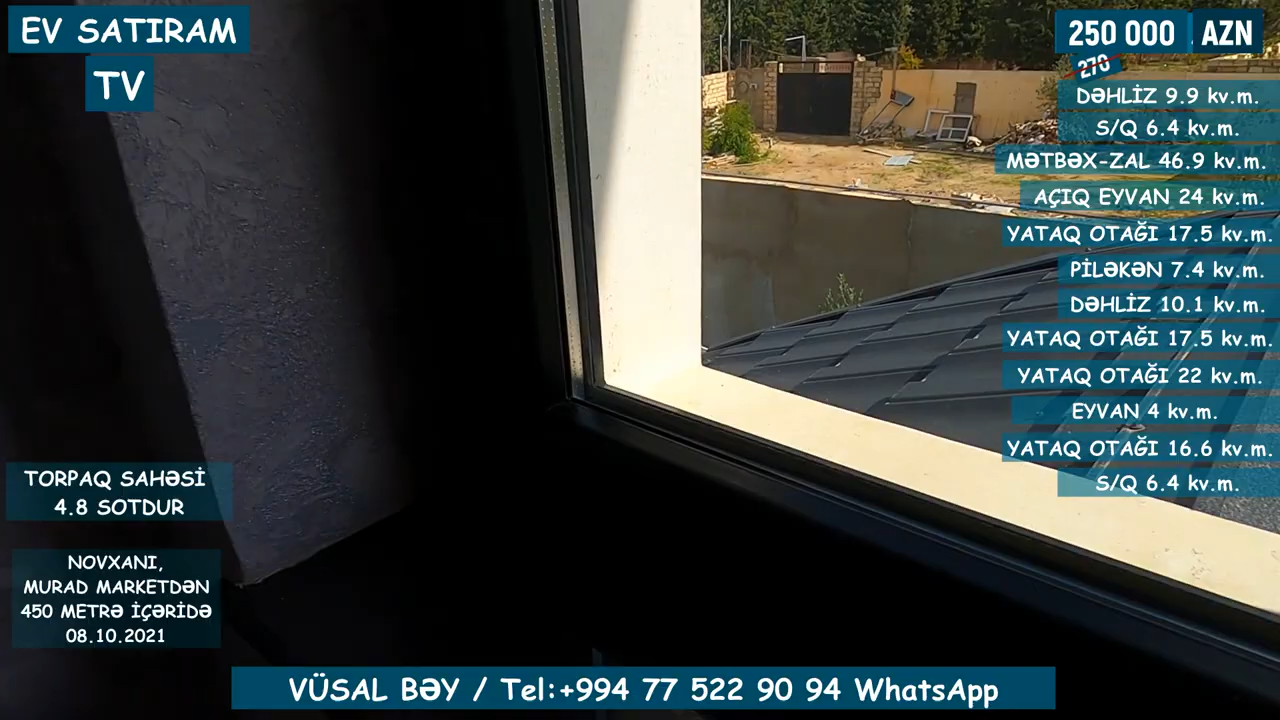 EV SATIRAM
TV
250 000 AZN
270
DƏHLİZ 9.9 kv.m.
S/Q 6.4 kv.m.
MƏTBƏX-ZAL 46.9 kv.m.
AÇIQ EYVAN 24 kv.m.
YATAQ OTAĞI 17.5 kv.m.
PİLƏKƏN 7.4 kv.m.
DƏHLİZ 10.1 kv.m.
YATAQ OTAĞI 17.5 kv.m.
YATAQ OTAĞI 22 kv.m.
EYVAN 4 kv.m.
YATAQ OTAĞI 16.6 kv.m.
S/Q 6.4 kv.m.
TORPAQ SAHƏSİ
4.8 SOTDUR
NOVXANI,
MURAD MARKETDƏN
450 METRƏ İÇƏRİDƏ
08.10.2021
VÜSAL BƏY / Tel:+994 77 522 90 94 WhatsApp